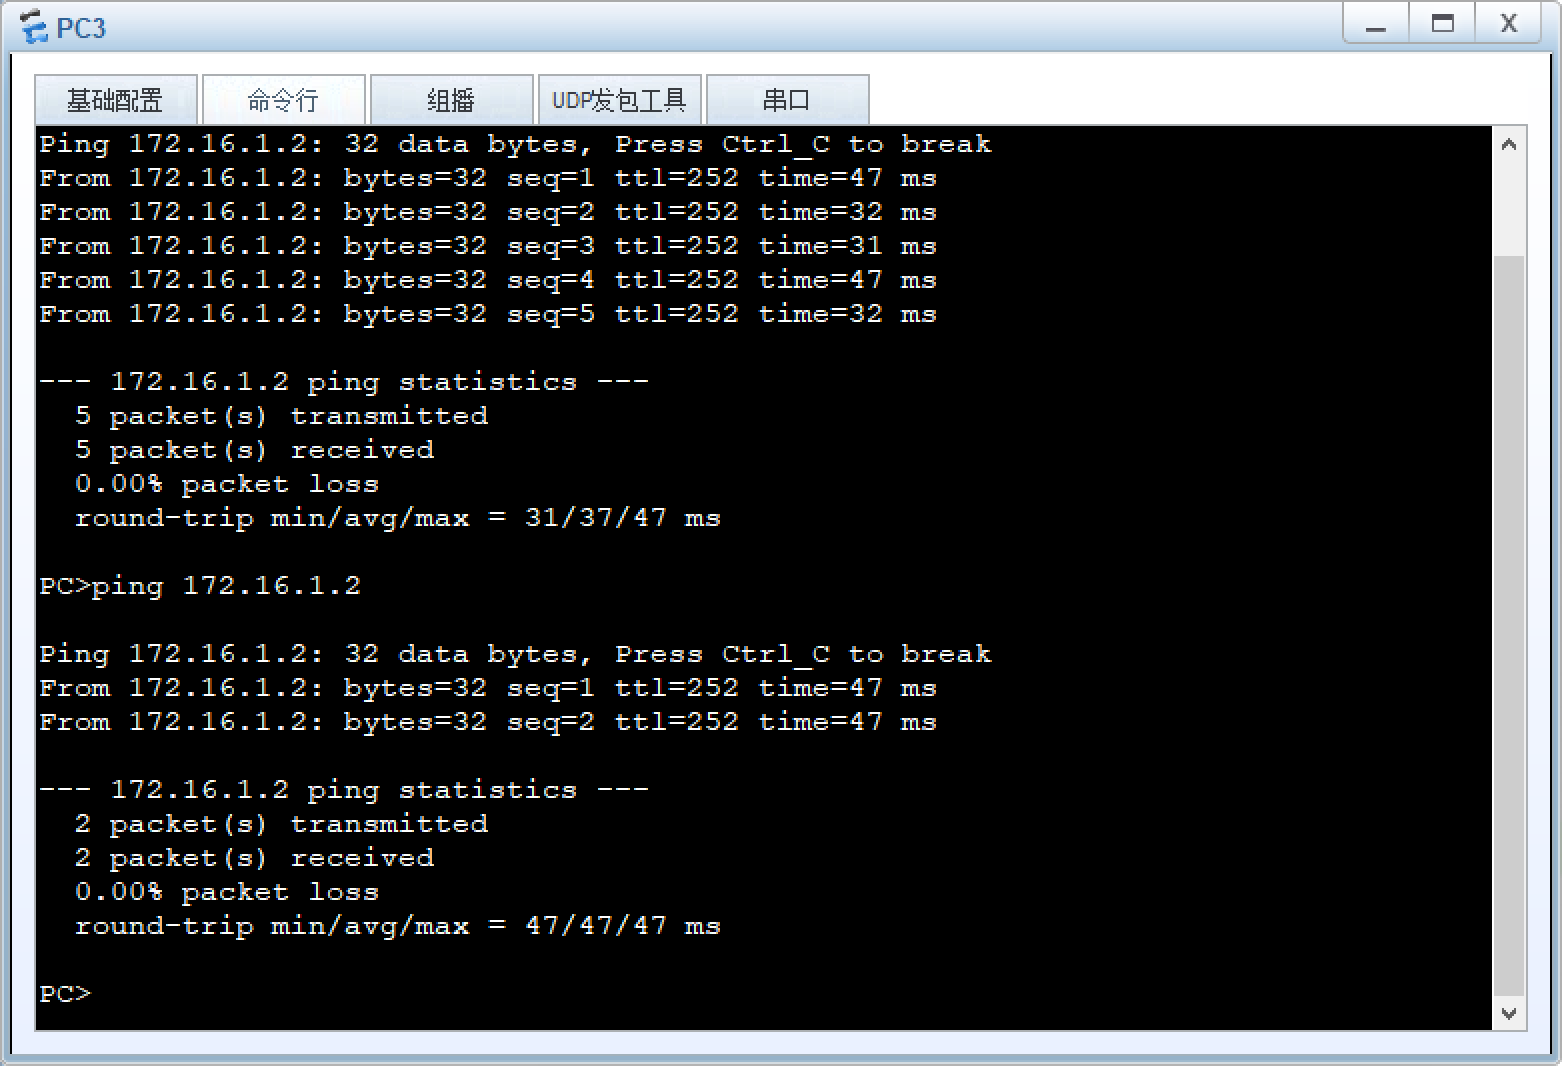 PC3
基础配置 命令行 组播 UDP发包工具 串口
Ping 172.16.1.2: 32 data bytes, Press Ctrl_C to break
From 172.16.1.2: bytes=32 seq=1 ttl=252 time=47 ms
From 172.16.1.2: bytes=32 seq=2 ttl=252 time=32 ms
From 172.16.1.2: bytes=32 seq=3 ttl=252 time=31 ms
From 172.16.1.2: bytes=32 seq=4 ttl=252 time=47 ms
From 172.16.1.2: bytes=32 seq=5 ttl=252 time=32 ms
--- 172.16.1.2 ping statistics ---
5 packet(s) transmitted
5 packet(s) received
0.00% packet loss
round-trip min/avg/max = 31/37/47 ms
PC>ping 172.16.1.2
Ping 172.16.1.2: 32 data bytes, Press Ctrl_C to break
From 172.16.1.2: bytes=32 seq=1 ttl=252 time=47 ms
From 172.16.1.2: bytes=32 seq=2 ttl=252 time=47 ms
--- 172.16.1.2 ping statistics ---
2 packet(s) transmitted
2 packet(s) received
0.00% packet loss
round-trip min/avg/max = 47/47/47 ms
PC>